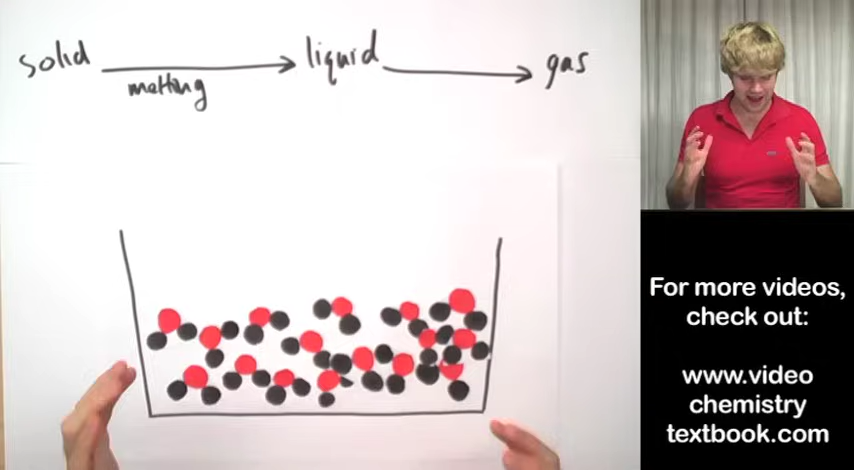 solid
melting
liquid
gas
For more videos,
check out:
www.video
chemistry
textbook.com